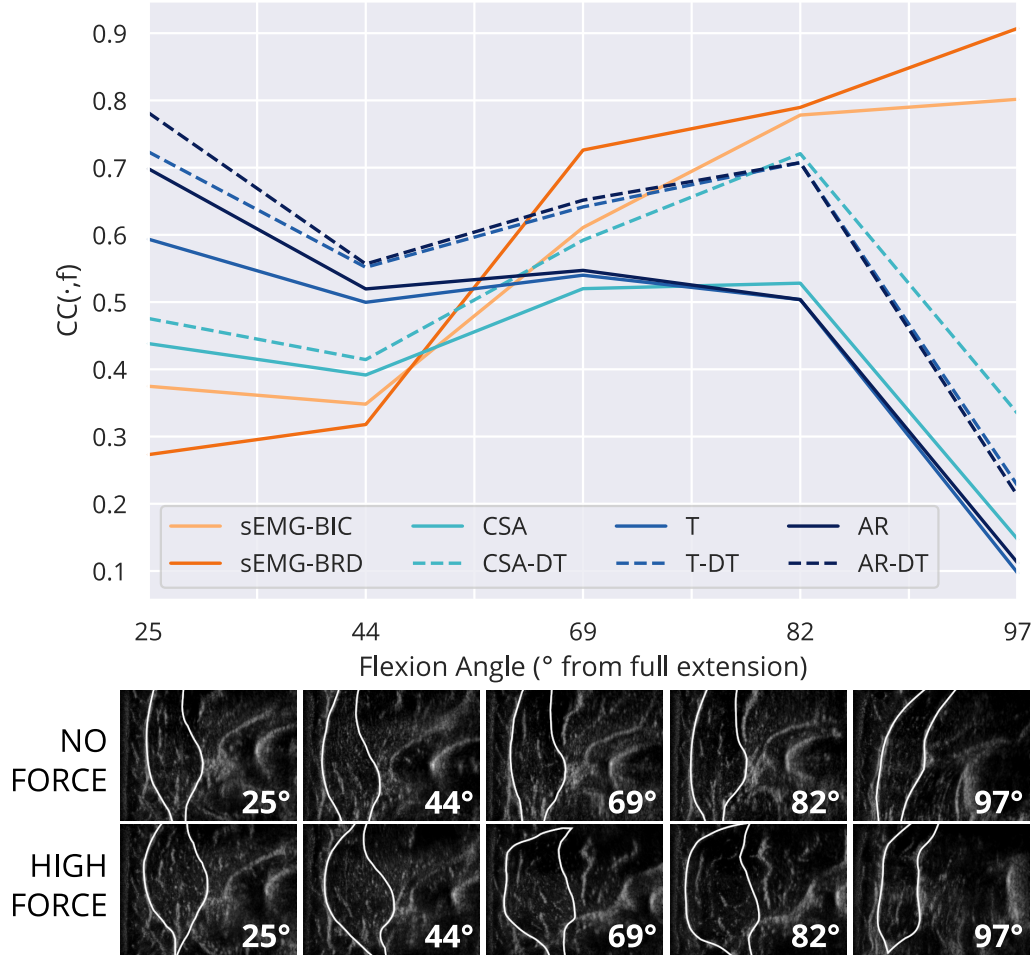 0.9
0.8
0.7
0.6
0.5
0.4
0.3
0.2
0.1
CC(·,f)
sEMG-BIC CSA T AR
sEMG-BRD CSA-DT T-DT AR-DT
25 44 69 82 97
Flexion Angle (° from full extension)
NO
FORCE
25° 44° 69° 82° 97°
HIGH
FORCE
25° 44° 69° 82° 97°